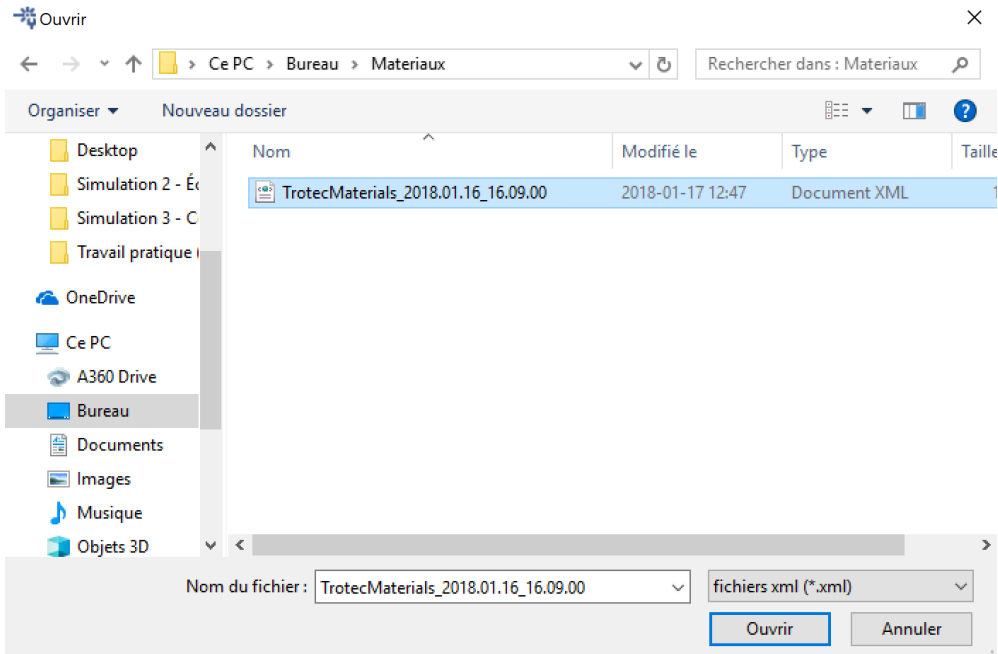 Ouvrir
Ce PC > Bureau > Materiaux
Rechercher dans : Materiaux
Organiser
Nouveau dossier
?
Nom
Modifié le
Type
Taille
TrotecMaterials_2018.01.16_16.09.00
2018-01-17 12:47
Document XML
Desktop
Simulation 2 - Éc
Simulation 3 - C
Travail pratique (
OneDrive
Ce PC
A360 Drive
Bureau
Documents
Images
Musique
Objets 3D
Nom du fichier :
TrotecMaterials_2018.01.16_16.09.00
fichiers xml (*.xml)
Ouvrir
Annuler